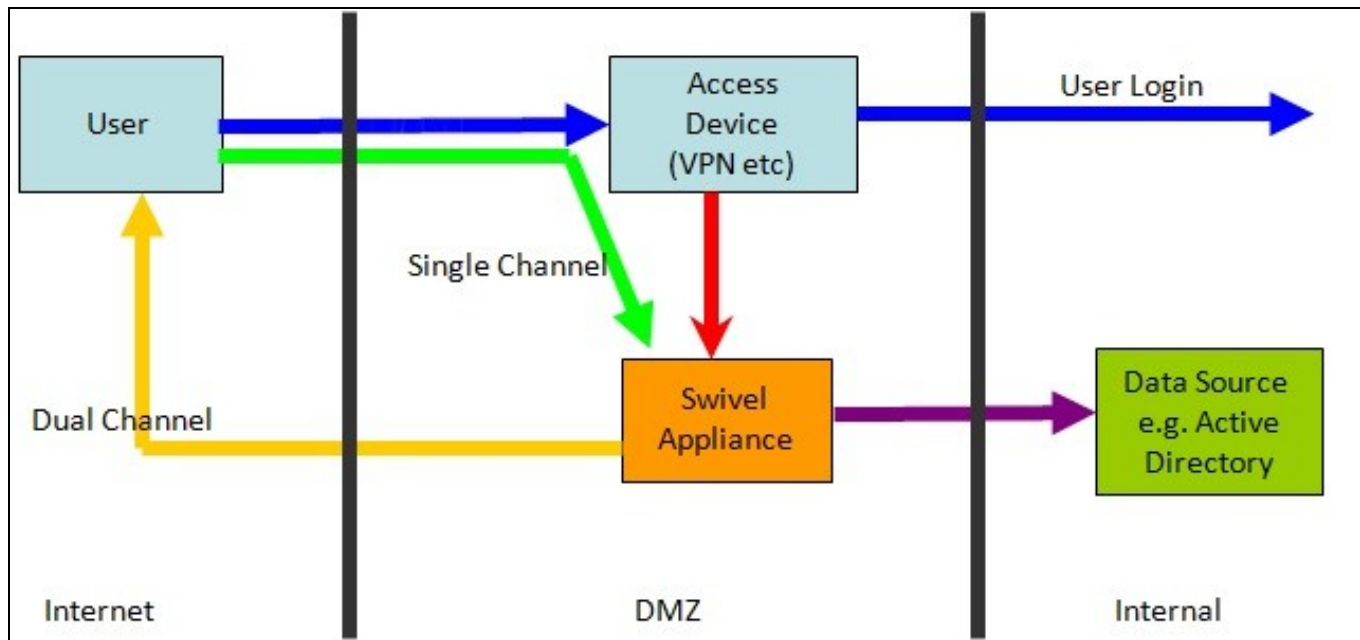 User
Access
Device
(VPN etc)
User Login
Single Channel
Dual Channel
Swivel
Appliance
Data Source
e.g. Active
Directory
Internet
DMZ
Internal